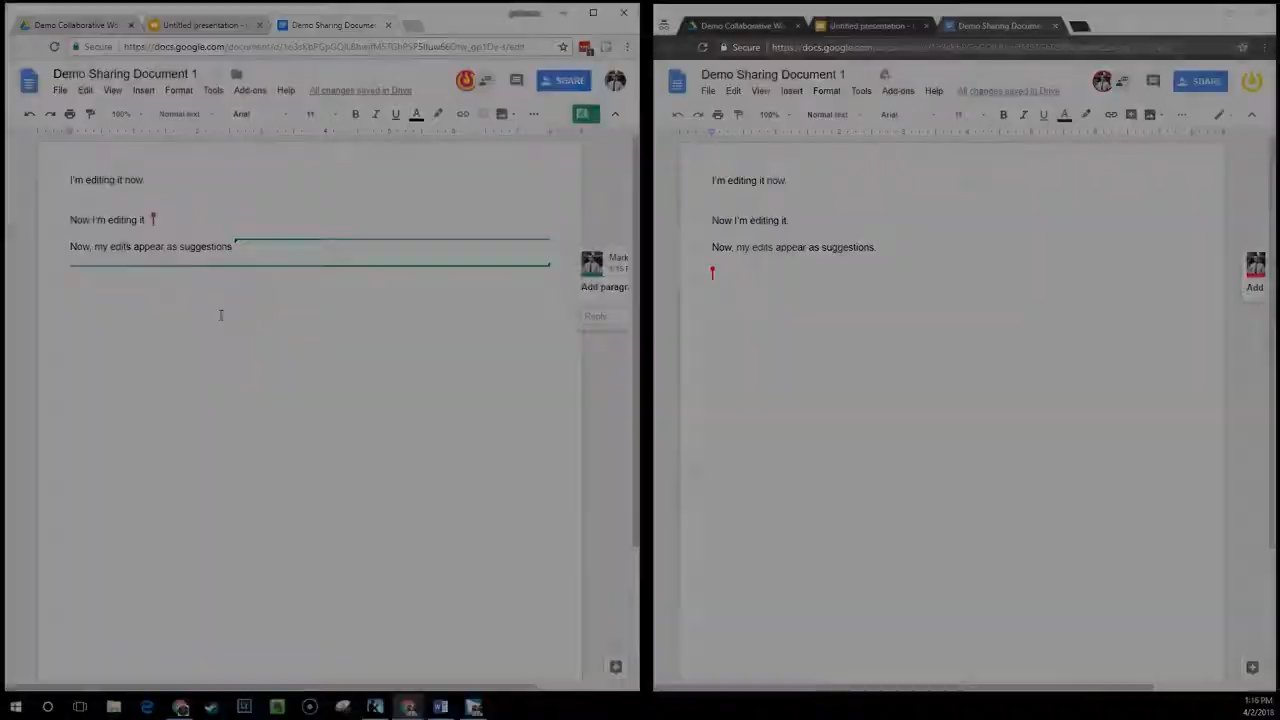 Demo Collaborative Wo
Untitled presentation -
Demo Sharing Document
Secure
Demo Sharing Document 1
SHARE
File Edit View Insert Format Tools Add-ons Help All changes saved in Drive
100% Normal text Arial 11 B I U A
I'm editing it now.
Now I'm editing it
Now, my edits appear as suggestions
Mark
Add paragr
Reply
Demo Collaborative Wo
Untitled presentation -
Demo Sharing Docume
Secure https://docs.google.com
Demo Sharing Document 1
SHARE
File Edit View Insert Format Tools Add-ons Help All changes saved in Drive
100% Normal text Arial 11 B I U A
I'm editing it now.
Now I'm editing it.
Now, my edits appear as suggestions.
Add
1:16 PM
4/2/2018